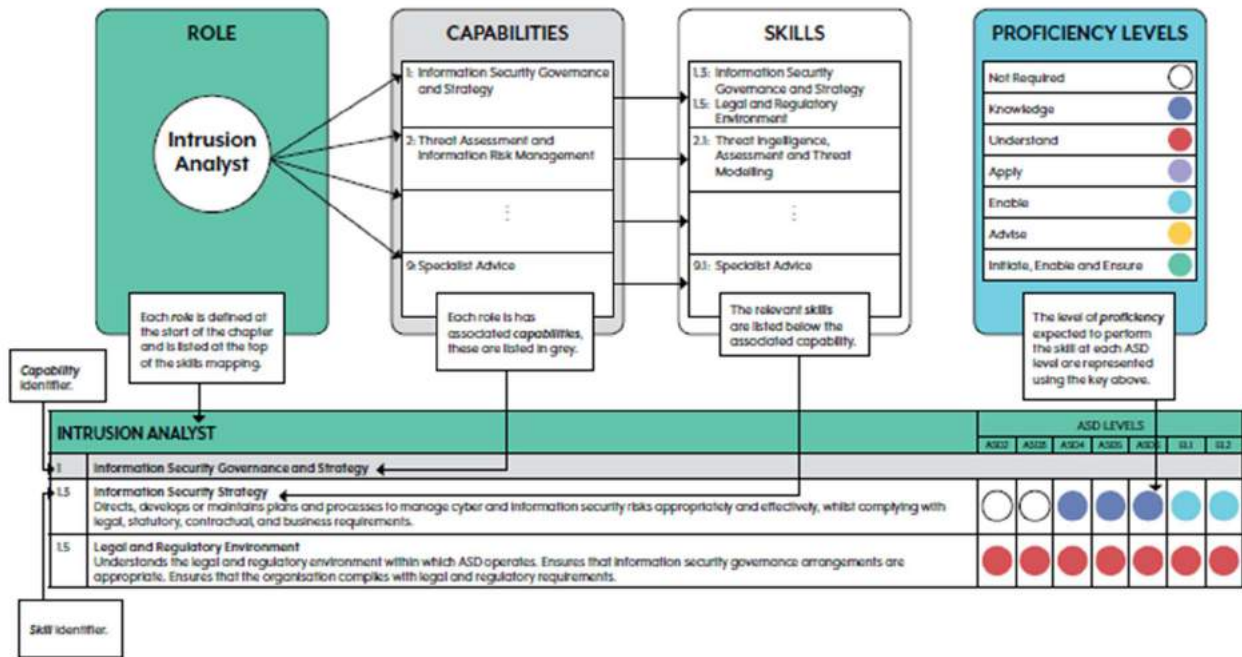 ROLE
Intrusion
Analyst
CAPABILITIES
1: Information Security Governance
and Strategy
2: Threat Assessment and
Information Risk Management
⋮
9: Specialist Advice
SKILLS
1.3: Information Security
Governance and Strategy
1.5: Legal and Regulatory
Environment
2.1: Threat Ingelligence,
Assessment and Threat
Modelling
⋮
9.1: Specialist Advice
PROFICIENCY LEVELS
Not Required
Knowledge
Understand
Apply
Enable
Advise
Initiate, Enable and Ensure
Each role is defined at
the start of the chapter
and is listed at the top
of the skills mapping.
Each role is has
associated capabilities,
these are listed in grey.
The relevant skills
are listed below the
associated capability.
The level of proficiency
expected to perform
the skill at each ASD
level are represented
using the key above.
Capability
identifier.
INTRUSION ANALYST
ASD LEVELS
ASD2 ASD3 ASD4 ASD5 ASD6 EL1 EL2
1 Information Security Governance and Strategy
1.3 Information Security Strategy
Directs, develops or maintains plans and processes to manage cyber and information security risks appropriately and effectively, whilst complying with
legal, statutory, contractual, and business requirements.
1.5 Legal and Regulatory Environment
Understands the legal and regulatory environment within which ASD operates. Ensures that information security governance arrangements are
appropriate. Ensures that the organisation complies with legal and regulatory requirements.
Skill identifier.